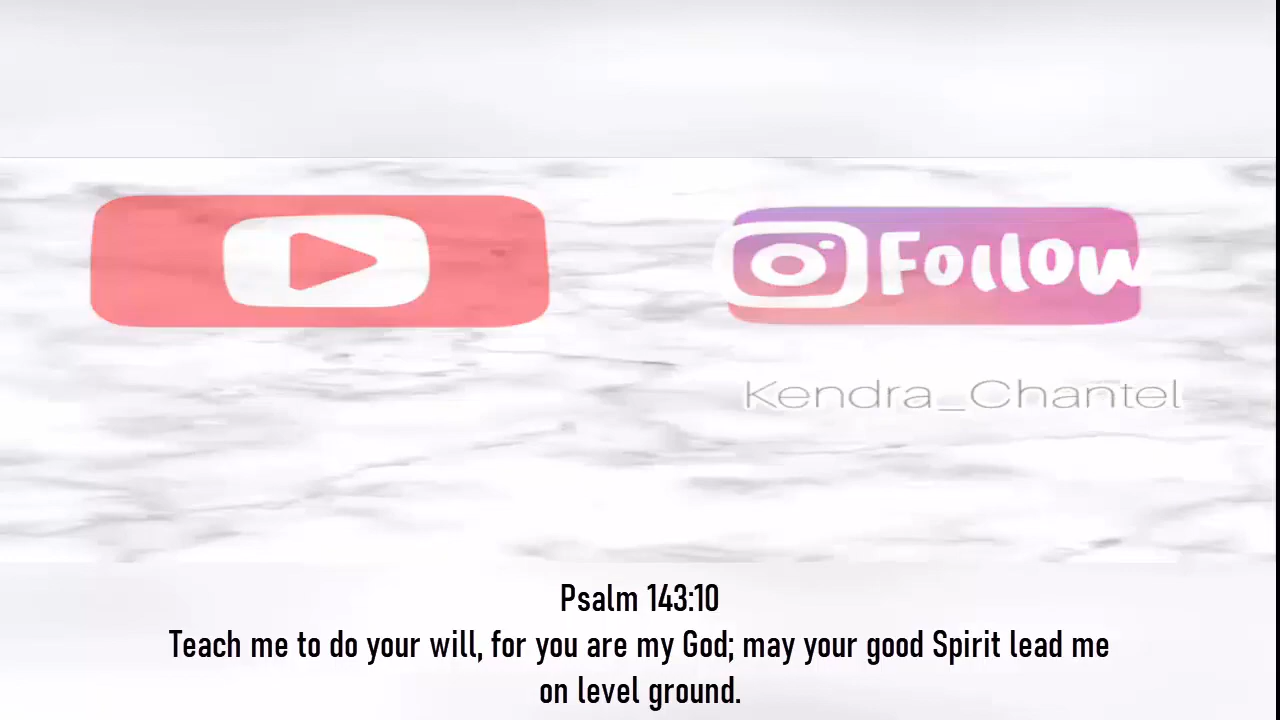 Follow
Kendra_Chantel
Psalm 143:10
Teach me to do your will, for you are my God; may your good Spirit lead me
on level ground.